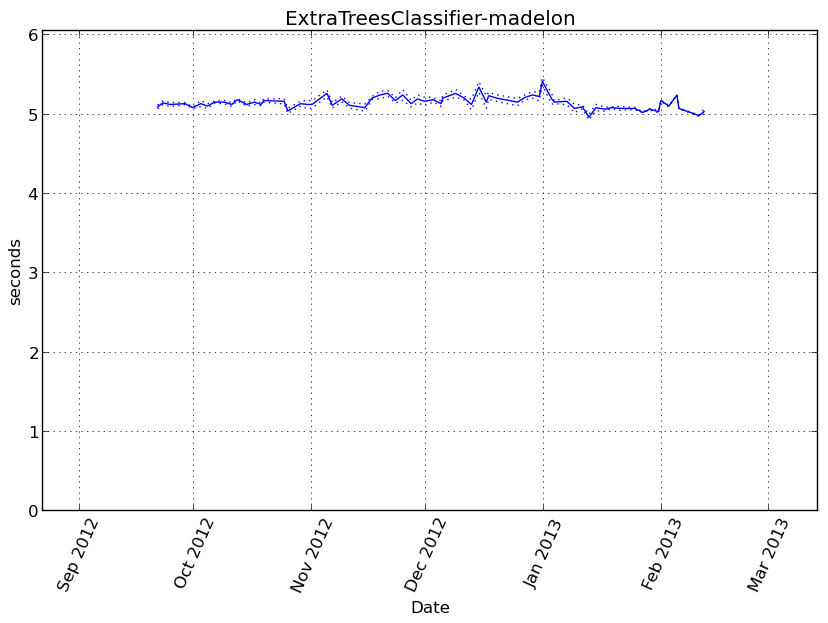 ExtraTreesClassifier-madelon
6
5
4
3
2
1
0
seconds
Sep 2012
Oct 2012
Nov 2012
Dec 2012
Jan 2013
Feb 2013
Mar 2013
Date